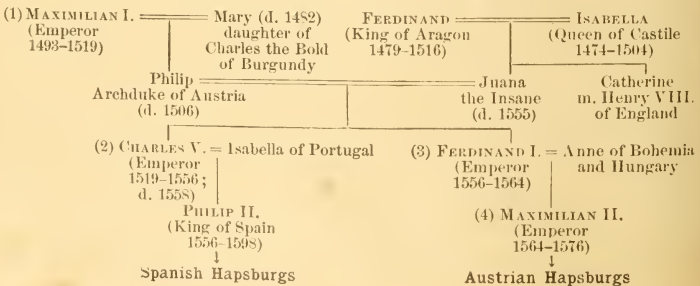 (1) MAXIMILIAN I. = Mary (d. 1482) FERDINAND = ISABELLA
(Emperor daughter of (King of Aragon (Queen of Castile
1493–1519) Charles the Bold 1479–1516) 1474–1504)
of Burgundy
Philip = Juana Catherine
Archduke of Austria the Insane m. Henry VIII.
(d. 1506) (d. 1555) of England
(2) CHARLES V. = Isabella of Portugal (3) FERDINAND I. = Anne of Bohemia
(Emperor (Emperor and Hungary
1519–1556; 1556–1564)
d. 1558)
PHILIP II. (4) MAXIMILIAN II.
(King of Spain (Emperor
1556–1598) 1564–1576)
Spanish Hapsburgs Austrian Hapsburgs